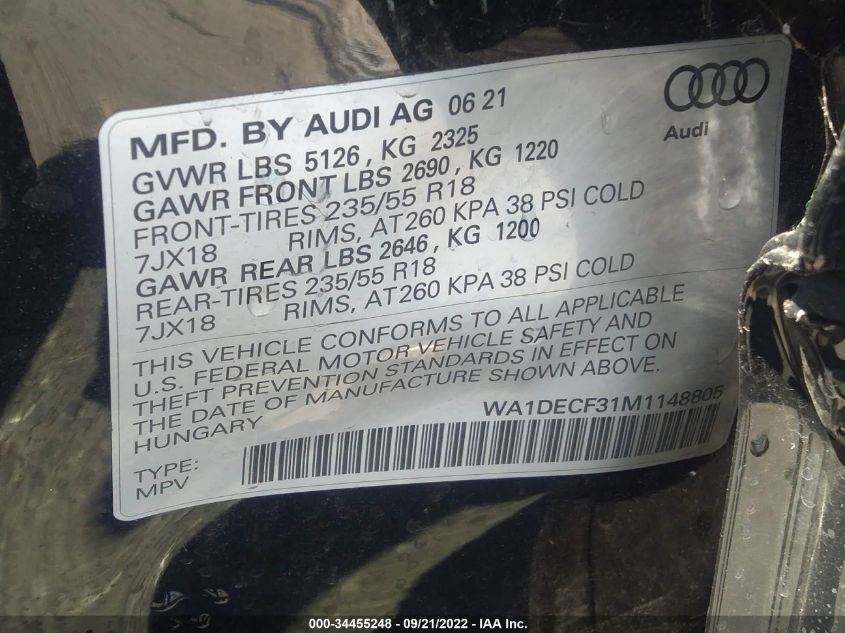 MFD. BY AUDI AG 06 21
GVWR LBS 5126, KG 2325
GAWR FRONT LBS 2690, KG 1220
FRONT-TIRES 235/55 R18
7JX18 RIMS, AT260 KPA 38 PSI COLD
GAWR REAR LBS 2646, KG 1200
REAR-TIRES 235/55 R18
7JX18 RIMS, AT260 KPA 38 PSI COLD
THIS VEHICLE CONFORMS TO ALL APPLICABLE
U.S. FEDERAL MOTOR VEHICLE SAFETY AND
THEFT PREVENTION STANDARDS IN EFFECT ON
THE DATE OF MANUFACTURE SHOWN ABOVE.
HUNGARY
WA1DECF31M1148805
TYPE:
MPV
Audi
000-34455248 - 09/21/2022 - IAA Inc.